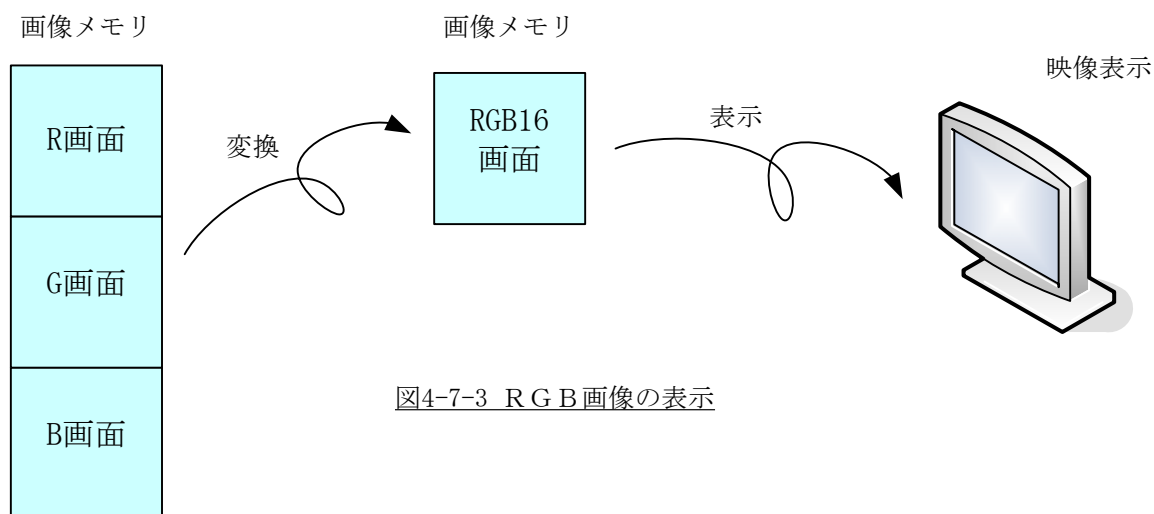 画像メモリ
画像メモリ
映像表示
R画面
G画面
B画面
変換
RGB16
画面
表示
図4-7-3 ＲＧＢ画像の表示